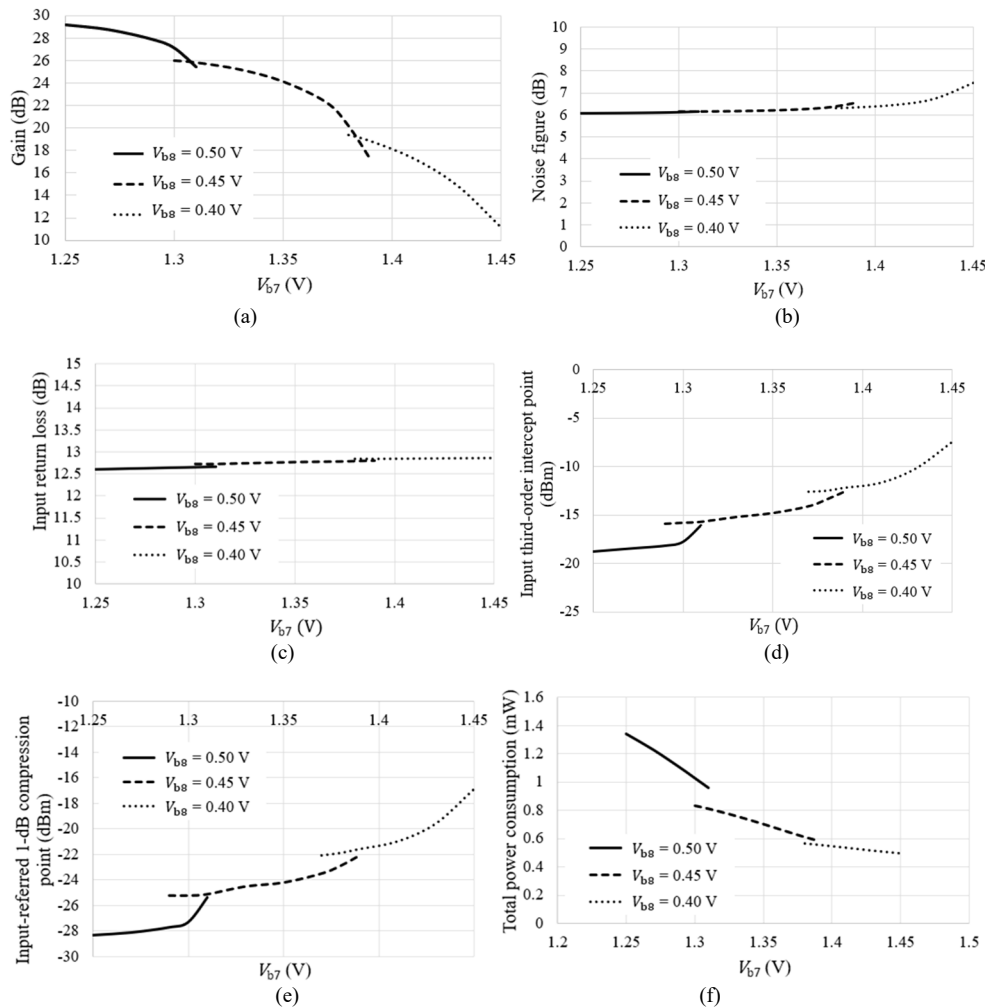 30
28
26
24
22
20
18
16
14
12
10
Gain (dB)
V_b8 = 0.50 V
V_b8 = 0.45 V
V_b8 = 0.40 V
1.25 1.3 1.35 1.4 1.45
V_b7 (V)
(a)
10
9
8
7
6
5
4
3
2
1
0
Noise figure (dB)
V_b8 = 0.50 V
V_b8 = 0.45 V
V_b8 = 0.40 V
1.25 1.3 1.35 1.4 1.45
V_b7 (V)
(b)
15
14.5
14
13.5
13
12.5
12
11.5
11
10.5
10
Input return loss (dB)
V_b8 = 0.50 V
V_b8 = 0.45 V
V_b8 = 0.40 V
1.25 1.3 1.35 1.4 1.45
V_b7 (V)
(c)
0
-5
-10
-15
-20
-25
1.25 1.3 1.35 1.4 1.45
Input third-order intercept point
(dBm)
V_b8 = 0.50 V
V_b8 = 0.45 V
V_b8 = 0.40 V
V_b7 (V)
(d)
-10
-12
-14
-16
-18
-20
-22
-24
-26
-28
-30
1.25 1.3 1.35 1.4 1.45
Input-referred 1-dB compression
point (dBm)
V_b8 = 0.50 V
V_b8 = 0.45 V
V_b8 = 0.40 V
V_b7 (V)
(e)
1.6
1.4
1.2
1
0.8
0.6
0.4
0.2
0
Total power consumption (mW)
V_b8 = 0.50 V
V_b8 = 0.45 V
V_b8 = 0.40 V
1.2 1.25 1.3 1.35 1.4 1.45 1.5
V_b7 (V)
(f)